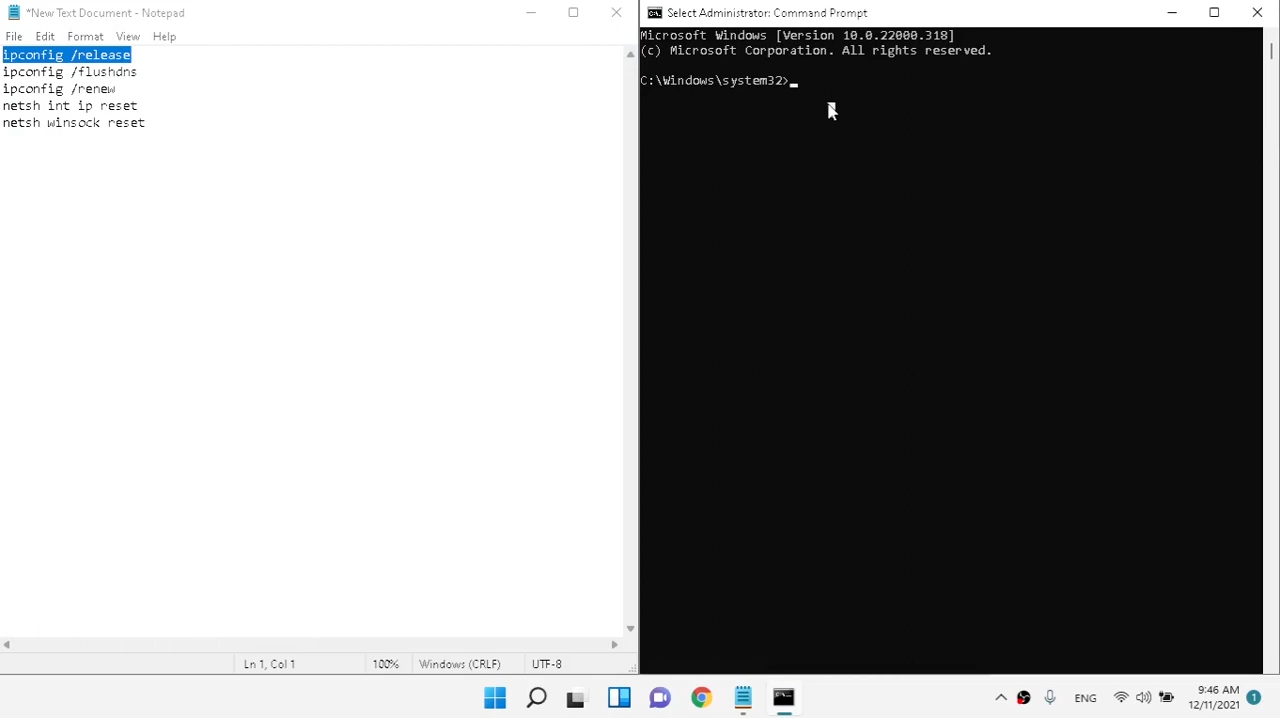 *New Text Document - Notepad
File Edit Format View Help
ipconfig /release
ipconfig /flushdns
ipconfig /renew
netsh int ip reset
netsh winsock reset
Ln 1, Col 1 100% Windows (CRLF) UTF-8
Select Administrator: Command Prompt
Microsoft Windows [Version 10.0.22000.318]
(c) Microsoft Corporation. All rights reserved.
C:\Windows\system32>
ENG
9:46 AM
12/11/2021
1